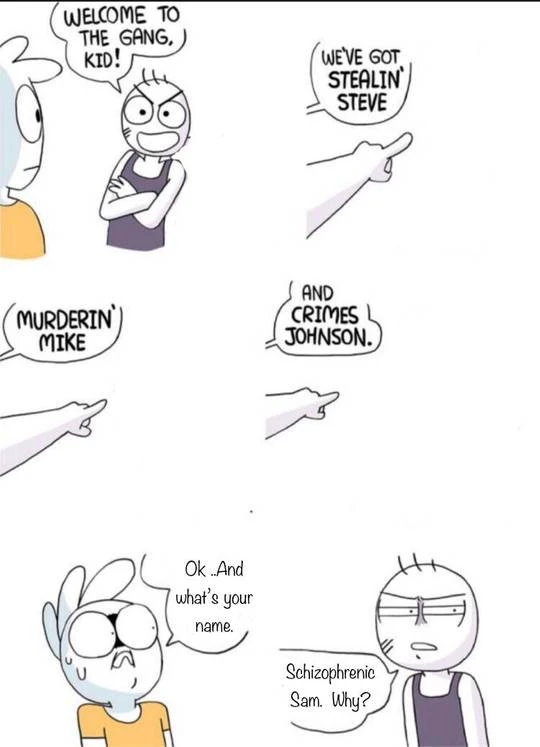 WELCOME TO
THE GANG,
KID!
WE'VE GOT
STEALIN'
STEVE
MURDERIN'
MIKE
AND
CRIMES
JOHNSON.
Ok ..And
what's your
name.
Schizophrenic
Sam. Why?